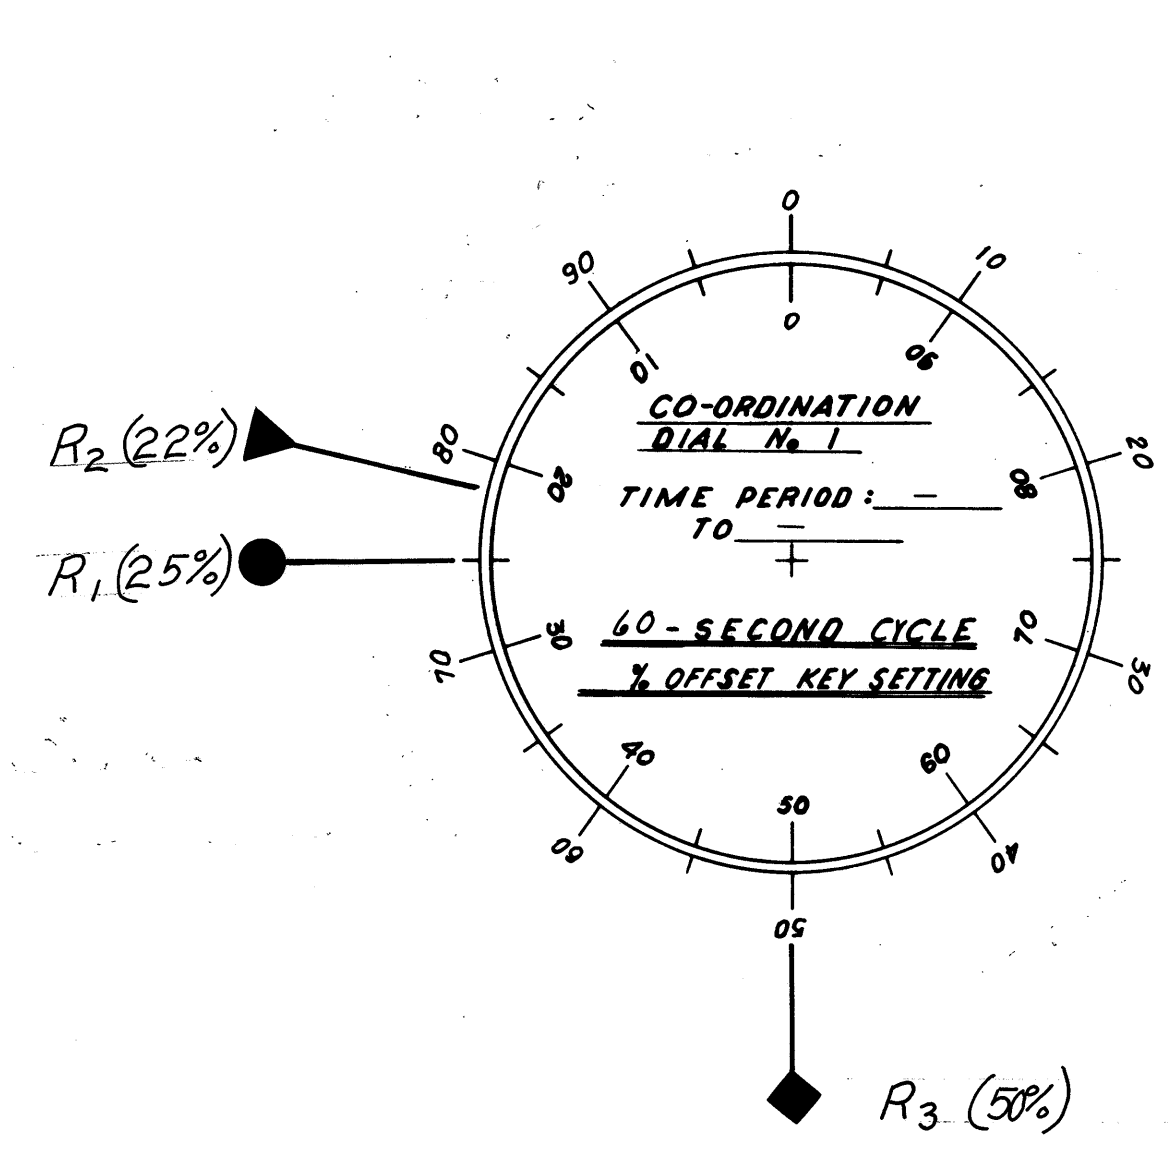 0
90
10
0
10
90
CO-ORDINATION
DIAL No 1
R2 (22%)
80
20
20
80
TIME PERIOD: —
TO —
R1 (25%)
60-SECOND CYCLE
70
30
70
30
% OFFSET KEY SETTING
40
60
50
60
40
50
R3 (50%)